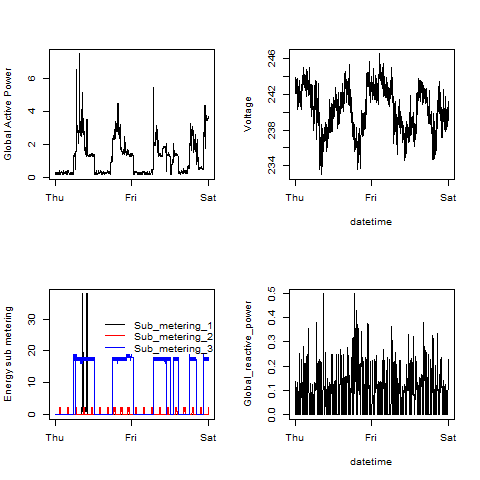 Global Active Power
0 2 4 6
Thu Fri Sat
Voltage
234 238 242 246
Thu Fri Sat
datetime
Energy sub metering
0 10 20 30
Sub_metering_1
Sub_metering_2
Sub_metering_3
Thu Fri Sat
Global_reactive_power
0.0 0.1 0.2 0.3 0.4 0.5
Thu Fri Sat
datetime